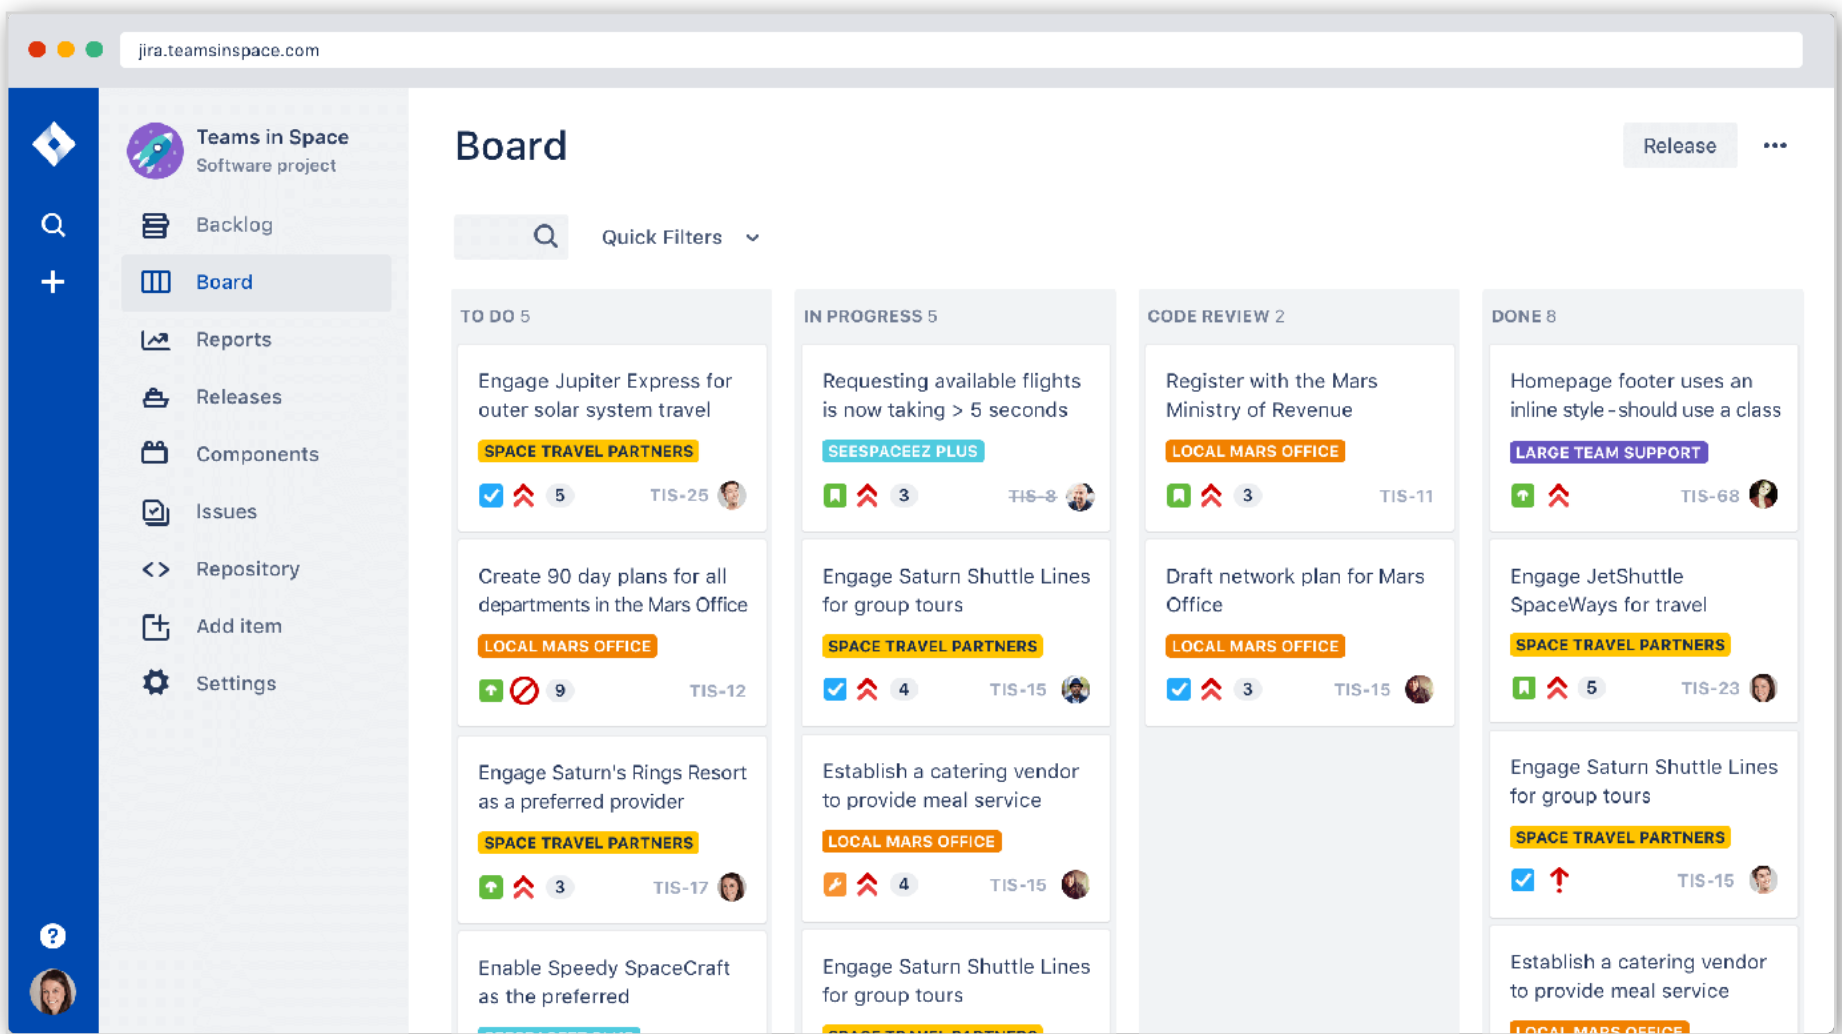 jira.teamsinspace.com
Teams in Space
Software project
Backlog
Board
Reports
Releases
Components
Issues
Repository
Add item
Settings
?
Board
Release
Quick Filters
TO DO 5
Engage Jupiter Express for
outer solar system travel
SPACE TRAVEL PARTNERS
5 TIS-25
Create 90 day plans for all
departments in the Mars Office
LOCAL MARS OFFICE
9 TIS-12
Engage Saturn's Rings Resort
as a preferred provider
SPACE TRAVEL PARTNERS
3 TIS-17
Enable Speedy SpaceCraft
as the preferred
SEESPACEEZ PLUS
IN PROGRESS 5
Requesting available flights
is now taking > 5 seconds
SEESPACEEZ PLUS
3 TIS-8
Engage Saturn Shuttle Lines
for group tours
SPACE TRAVEL PARTNERS
4 TIS-15
Establish a catering vendor
to provide meal service
LOCAL MARS OFFICE
4 TIS-15
Engage Saturn Shuttle Lines
for group tours
SPACE TRAVEL PARTNERS
CODE REVIEW 2
Register with the Mars
Ministry of Revenue
LOCAL MARS OFFICE
3 TIS-11
Draft network plan for Mars
Office
LOCAL MARS OFFICE
3 TIS-15
DONE 8
Homepage footer uses an
inline style - should use a class
LARGE TEAM SUPPORT
TIS-68
Engage JetShuttle
SpaceWays for travel
SPACE TRAVEL PARTNERS
5 TIS-23
Engage Saturn Shuttle Lines
for group tours
SPACE TRAVEL PARTNERS
TIS-15
Establish a catering vendor
to provide meal service
LOCAL MARS OFFICE